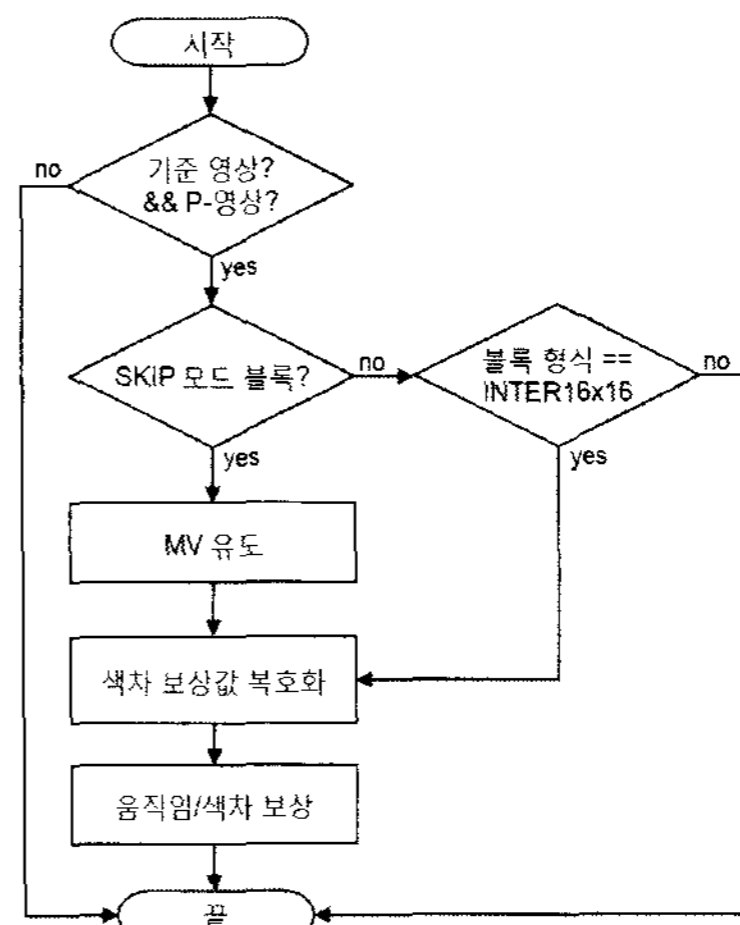 시작
기준 영상?
&& P-영상?
no
yes
SKIP 모드 블록?
no
yes
블록 형식 ==
INTER16x16
no
yes
MV 유도
색차 보상값 복호화
움직임/색차 보상
끝